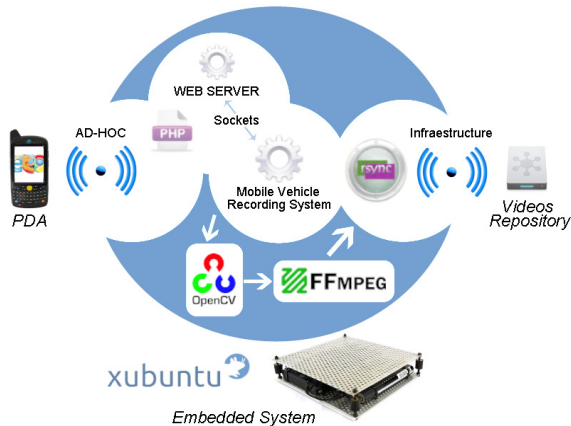 WEB SERVER
Sockets
PHP
AD-HOC
Infraestructure
rsync
Mobile Vehicle
Recording System
PDA
Videos
Repository
OpenCV
FFMPEG
xubuntu
Embedded System